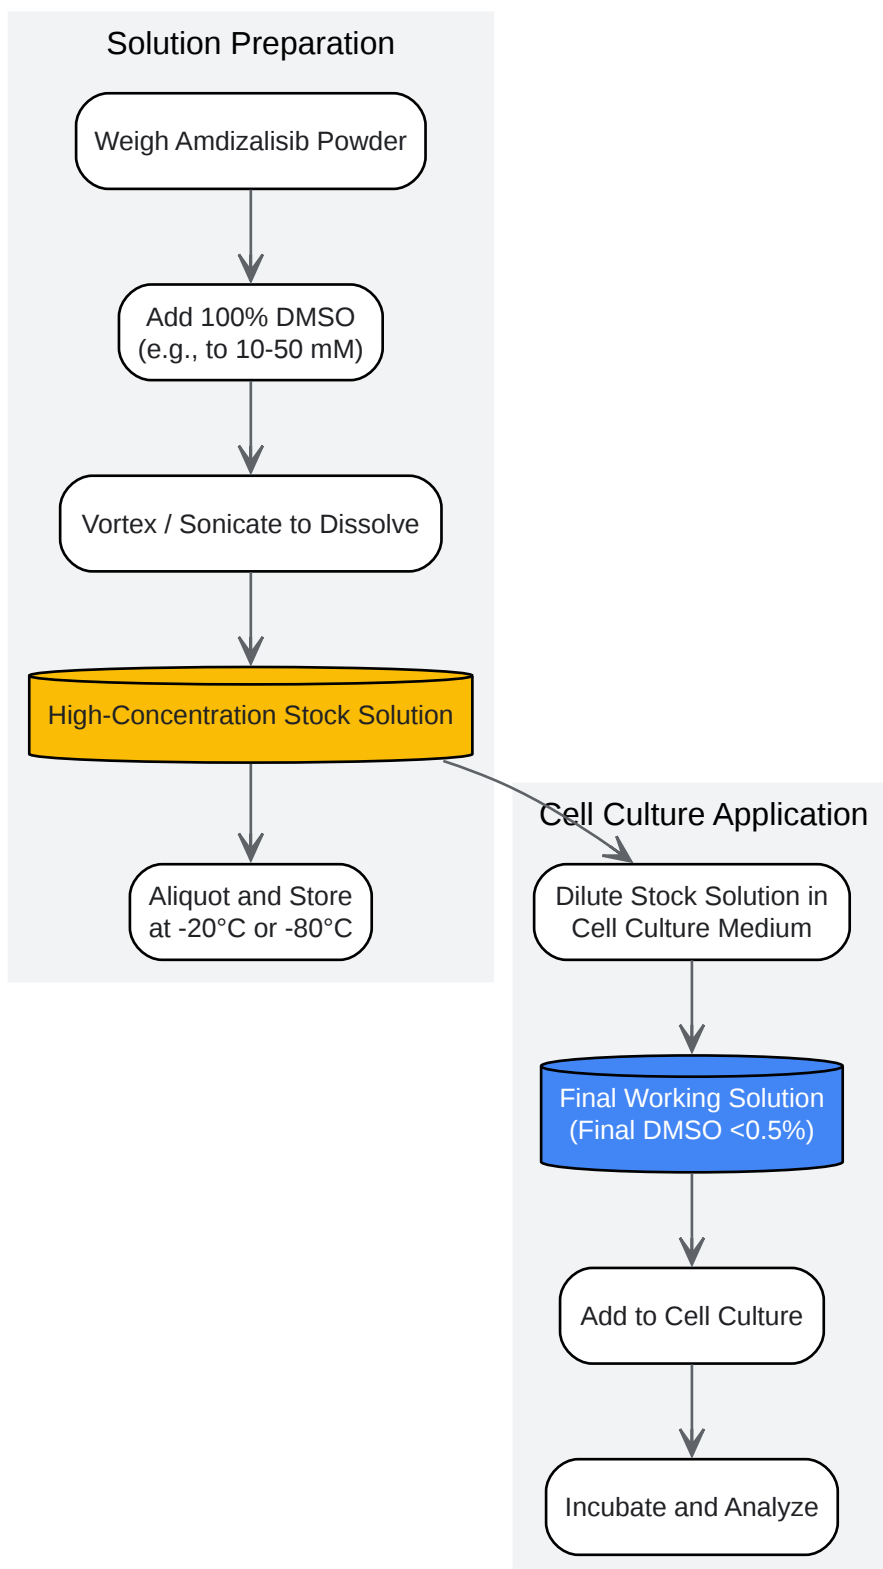 Solution Preparation
Weigh Amdizalisib Powder
Add 100% DMSO
(e.g., to 10-50 mM)
Vortex / Sonicate to Dissolve
High-Concentration Stock Solution
Aliquot and Store
at -20°C or -80°C
Cell Culture Application
Dilute Stock Solution in
Cell Culture Medium
Final Working Solution
(Final DMSO <0.5%)
Add to Cell Culture
Incubate and Analyze